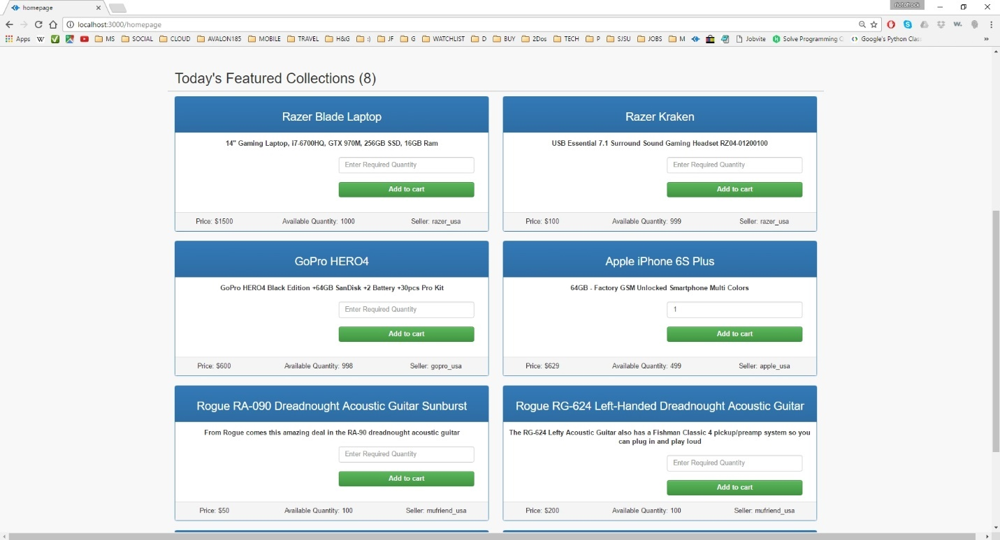 homepage
riotofrock
localhost:3000/homepage
Apps W MS SOCIAL CLOUD AVALON185 MOBILE TRAVEL H&G :) JF G WATCHLIST D BUY 2Dos TECH P SJSU JOBS M Jobvite Solve Programming C Google's Python Clas »
Today's Featured Collections (8)
Razer Blade Laptop
14" Gaming Laptop, i7-6700HQ, GTX 970M, 256GB SSD, 16GB Ram
Enter Required Quantity
Add to cart
Price: $1500 Available Quantity: 1000 Seller: razer_usa
Razer Kraken
USB Essential 7.1 Surround Sound Gaming Headset RZ04-01200100
Enter Required Quantity
Add to cart
Price: $100 Available Quantity: 999 Seller: razer_usa
GoPro HERO4
GoPro HERO4 Black Edition +64GB SanDisk +2 Battery +30pcs Pro Kit
Enter Required Quantity
Add to cart
Price: $600 Available Quantity: 998 Seller: gopro_usa
Apple iPhone 6S Plus
64GB - Factory GSM Unlocked Smartphone Multi Colors
1
Add to cart
Price: $629 Available Quantity: 499 Seller: apple_usa
Rogue RA-090 Dreadnought Acoustic Guitar Sunburst
From Rogue comes this amazing deal in the RA-90 dreadnought acoustic guitar
Enter Required Quantity
Add to cart
Price: $50 Available Quantity: 100 Seller: mufriend_usa
Rogue RG-624 Left-Handed Dreadnought Acoustic Guitar
The RG-624 Lefty Acoustic Guitar also has a Fishman Classic 4 pickup/preamp system so you
can plug in and play loud
Enter Required Quantity
Add to cart
Price: $200 Available Quantity: 100 Seller: mufriend_usa